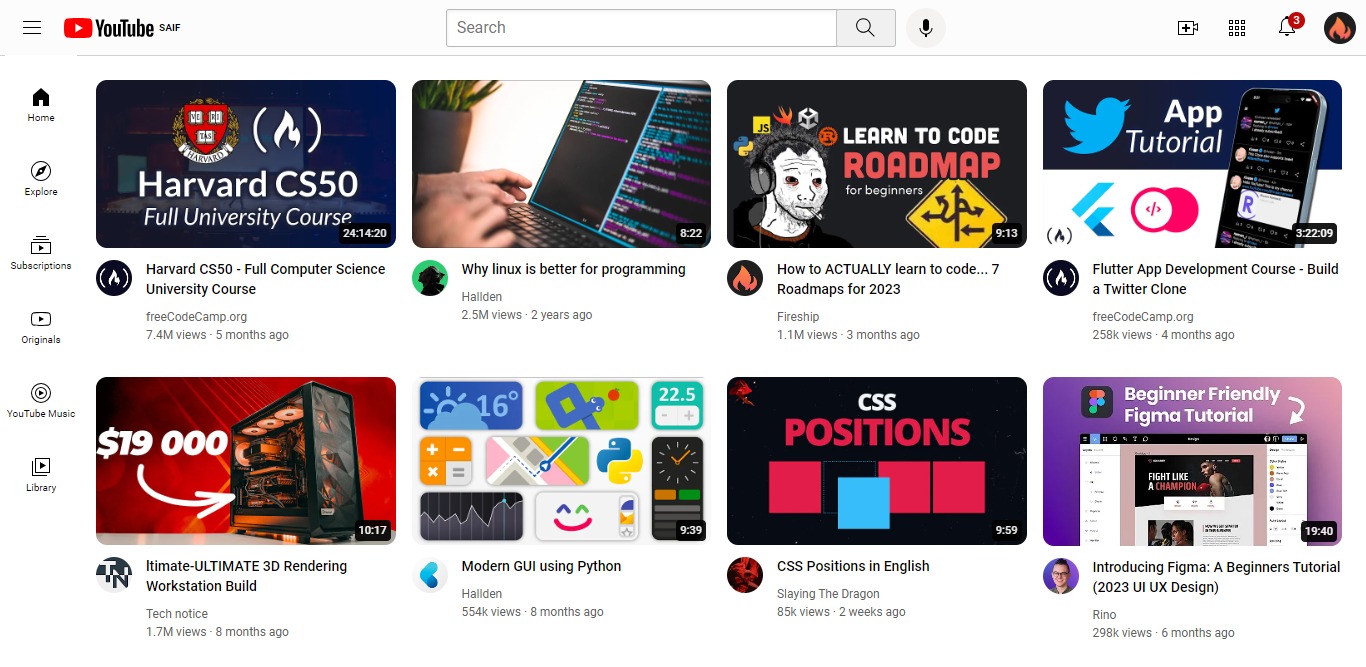 YouTube SAIF
Search
3
Home
Explore
Subscriptions
Originals
YouTube Music
Library
VE RI
TAS
HARVARD
Harvard CS50
Full University Course
24:14:20
Harvard CS50 - Full Computer Science
University Course
freeCodeCamp.org
7.4M views · 5 months ago
8:22
Why linux is better for programming
Hallden
2.5M views · 2 years ago
JS
LEARN TO CODE
ROADMAP
for beginners
9:13
How to ACTUALLY learn to code... 7
Roadmaps for 2023
Fireship
1.1M views · 3 months ago
App
Tutorial
3:22:09
Flutter App Development Course - Build
a Twitter Clone
freeCodeCamp.org
258k views · 4 months ago
$19 000
10:17
ltimate-ULTIMATE 3D Rendering
Workstation Build
Tech notice
1.7M views · 8 months ago
16°
22.5
9:39
Modern GUI using Python
Hallden
554k views · 8 months ago
CSS
POSITIONS
9:59
CSS Positions in English
Slaying The Dragon
85k views · 2 weeks ago
Beginner Friendly
Figma Tutorial
FIGHT LIKE
A CHAMPION.
19:40
Introducing Figma: A Beginners Tutorial
(2023 UI UX Design)
Rino
298k views · 6 months ago